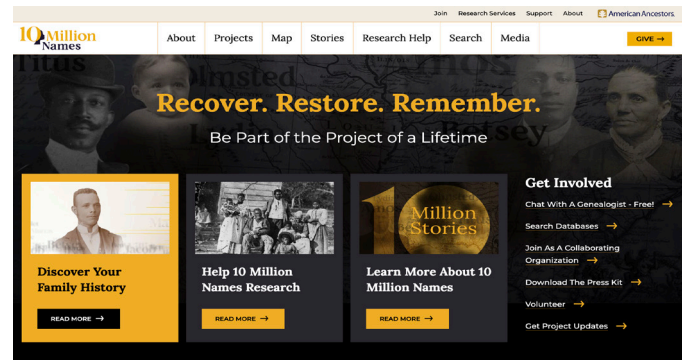 Join Research Services Support About American Ancestors.
10 Million
Names
About Projects Map Stories Research Help Search Media
GIVE →
Titus
Olmsted
Betsey
Recover. Restore. Remember.
Be Part of the Project of a Lifetime
10 Million
Stories
Discover Your
Family History
READ MORE →
Help 10 Million
Names Research
READ MORE →
Learn More About 10
Million Names
READ MORE →
Get Involved
Chat With A Genealogist - Free! →
Search Databases →
Join As A Collaborating
Organization →
Download The Press Kit →
Volunteer →
Get Project Updates →